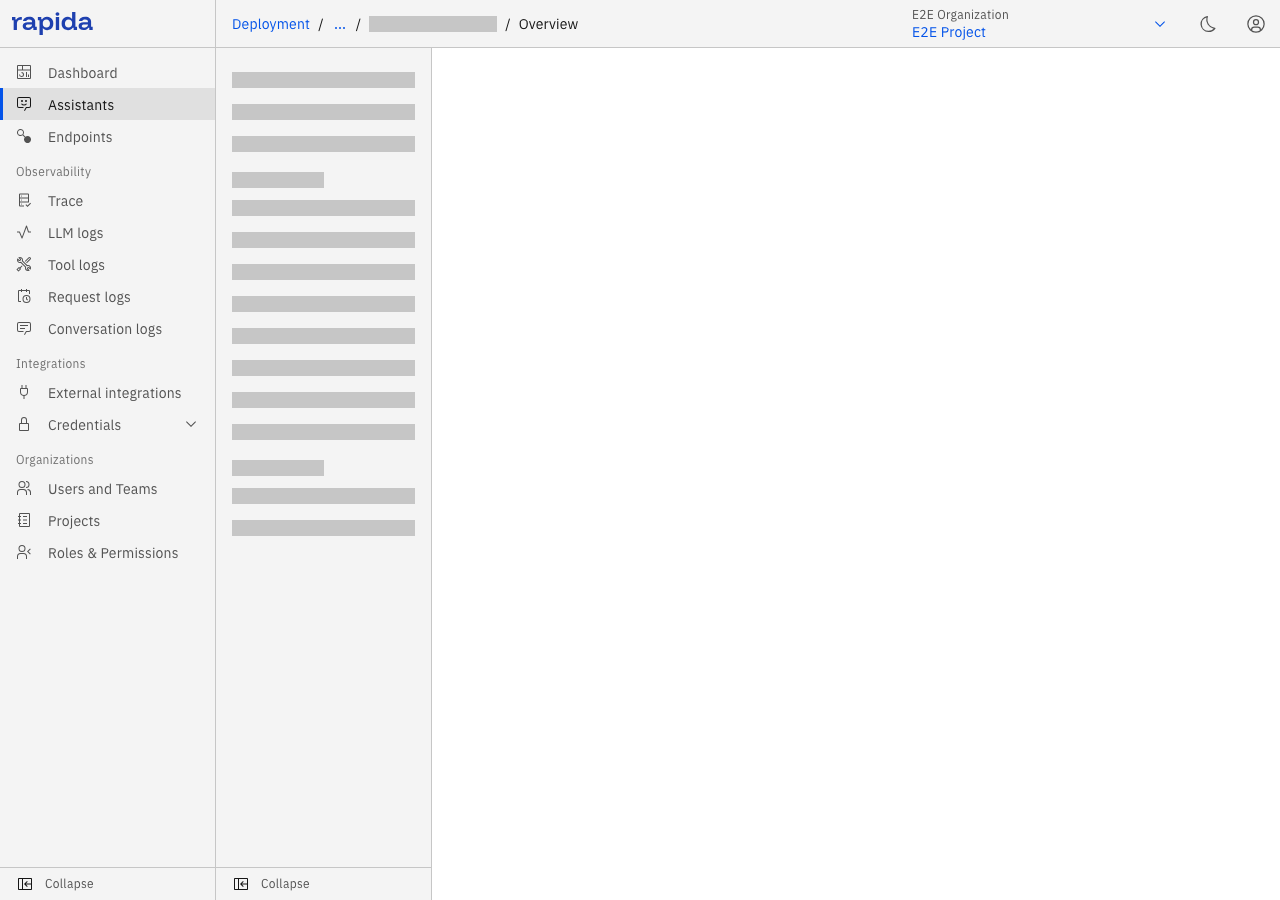 rapida
Deployment / ... / / Overview
E2E Organization
E2E Project
Dashboard
Assistants
Endpoints
Observability
Trace
LLM logs
Tool logs
Request logs
Conversation logs
Integrations
External integrations
Credentials
Organizations
Users and Teams
Projects
Roles & Permissions
Collapse
Collapse